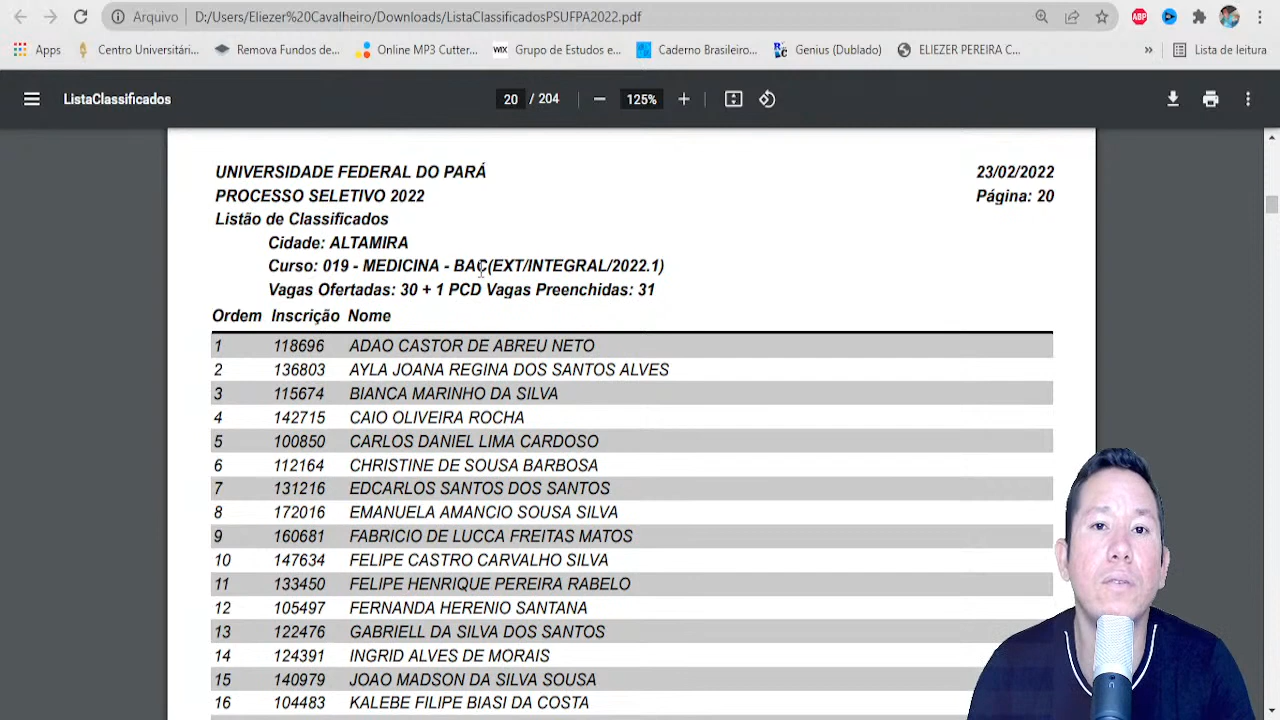 Arquivo D:/Users/Eliezer%20Cavalheiro/Downloads/ListaClassificadosPSUFPA2022.pdf ABP
Apps Centro Universitári... Remova Fundos de... Online MP3 Cutter... WIX Grupo de Estudos e... Caderno Brasileiro... Genius (Dublado) ELIEZER PEREIRA C... » Lista de leitura
ListaClassificados 20 / 204 125%
UNIVERSIDADE FEDERAL DO PARÁ 23/02/2022
PROCESSO SELETIVO 2022 Página: 20
Listão de Classificados
Cidade: ALTAMIRA
Curso: 019 - MEDICINA - BAC(EXT/INTEGRAL/2022.1)
Vagas Ofertadas: 30 + 1 PCD Vagas Preenchidas: 31
Ordem Inscrição Nome
1 118696 ADAO CASTOR DE ABREU NETO
2 136803 AYLA JOANA REGINA DOS SANTOS ALVES
3 115674 BIANCA MARINHO DA SILVA
4 142715 CAIO OLIVEIRA ROCHA
5 100850 CARLOS DANIEL LIMA CARDOSO
6 112164 CHRISTINE DE SOUSA BARBOSA
7 131216 EDCARLOS SANTOS DOS SANTOS
8 172016 EMANUELA AMANCIO SOUSA SILVA
9 160681 FABRICIO DE LUCCA FREITAS MATOS
10 147634 FELIPE CASTRO CARVALHO SILVA
11 133450 FELIPE HENRIQUE PEREIRA RABELO
12 105497 FERNANDA HERENIO SANTANA
13 122476 GABRIELL DA SILVA DOS SANTOS
14 124391 INGRID ALVES DE MORAIS
15 140979 JOAO MADSON DA SILVA SOUSA
16 104483 KALEBE FILIPE BIASI DA COSTA